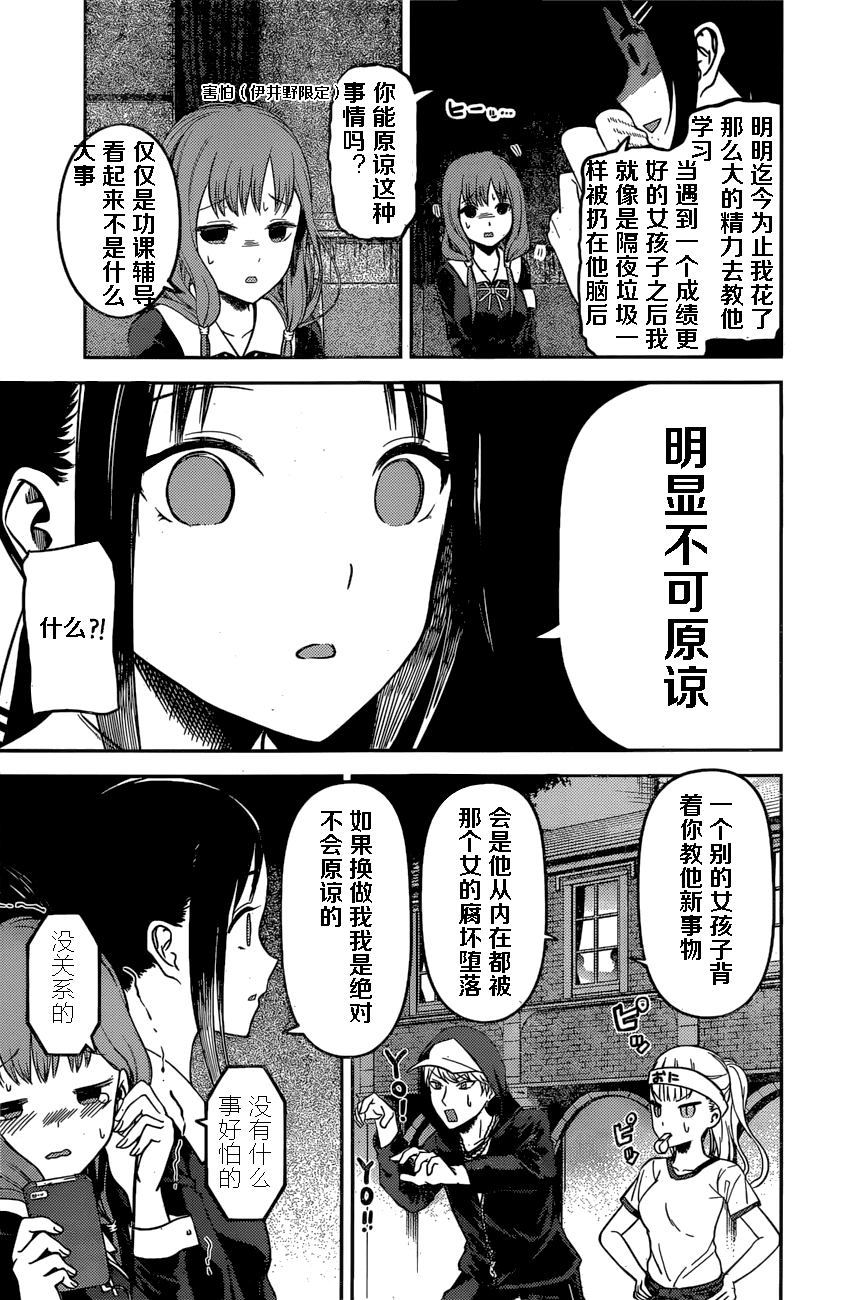 明明迄今为止我花了
那么大的精力去教他
学习
当遇到一个成绩更
好的女孩子之后我
就像是隔夜垃圾一
样被扔在他脑后
ヒー…
你能原谅这种
事情吗？
害怕（伊井野限定）
仅仅是功课辅导
看起来不是什么
大事
明显不可原谅
什么?!
一个别的女孩子背
着你教他新事物
会是他从内在都被
那个女的腐坏堕落
如果换做我我是绝对
不会原谅的
ピッ
ピッ
おに
YO!
YO!!
没有什么
事好怕的
没关系的